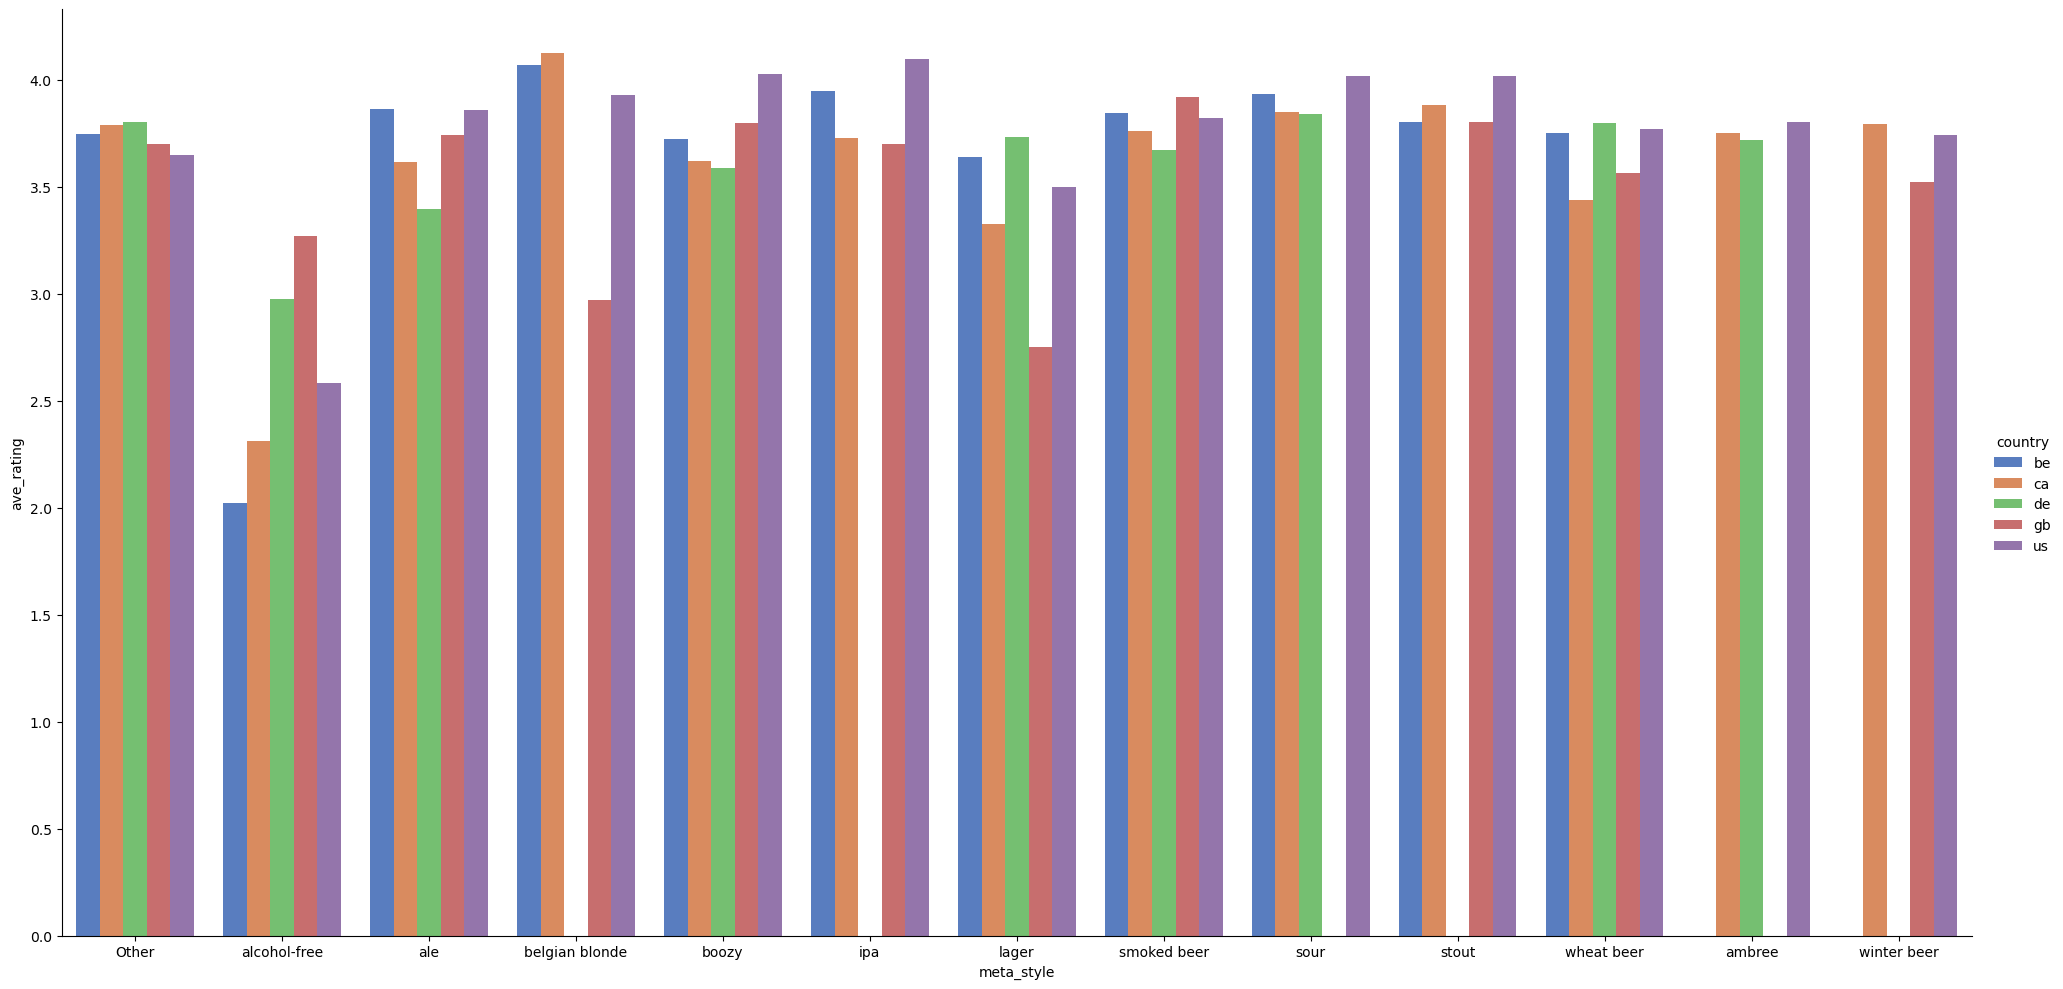 4.0
3.5
3.0
2.5
2.0
1.5
1.0
0.5
0.0
ave_rating
Other alcohol-free ale belgian blonde boozy ipa lager smoked beer sour stout wheat beer ambree winter beer
meta_style
country
be
ca
de
gb
us